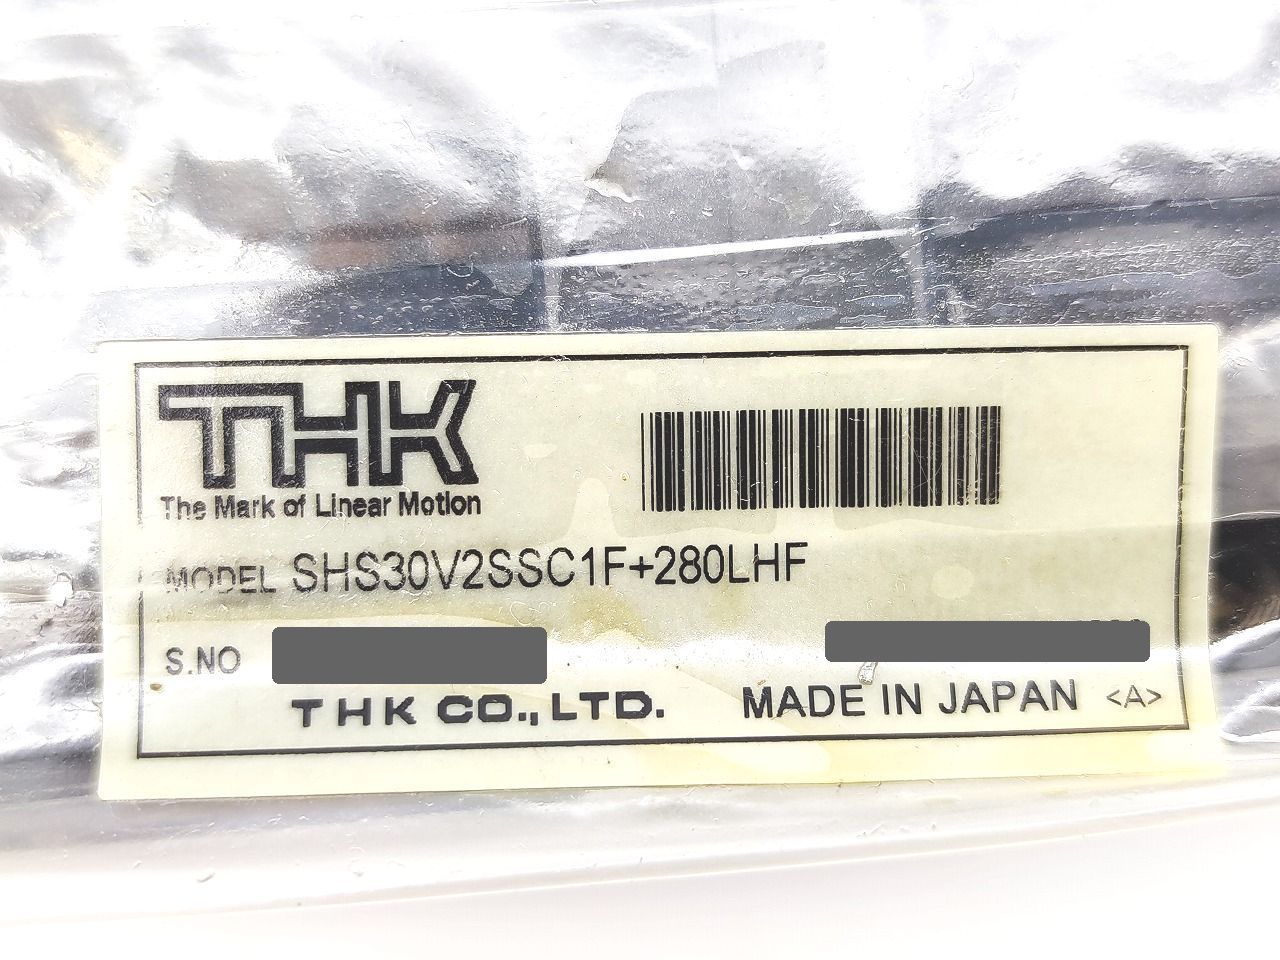 THK
The Mark of Linear Motion
MODEL SHS30V2SSC1F+280LHF
S.NO
THK CO.,LTD.
MADE IN JAPAN <A>